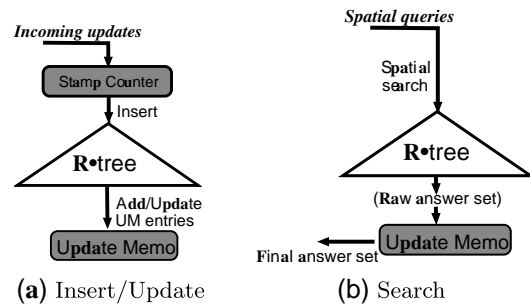 Incoming updates
Stamp Counter
Insert
R•tree
Add/Update
UM entries
Update Memo
(a) Insert/Update
Spatial queries
Spatial
search
R•tree
(Raw answer set)
Update Memo
Final answer set
(b) Search